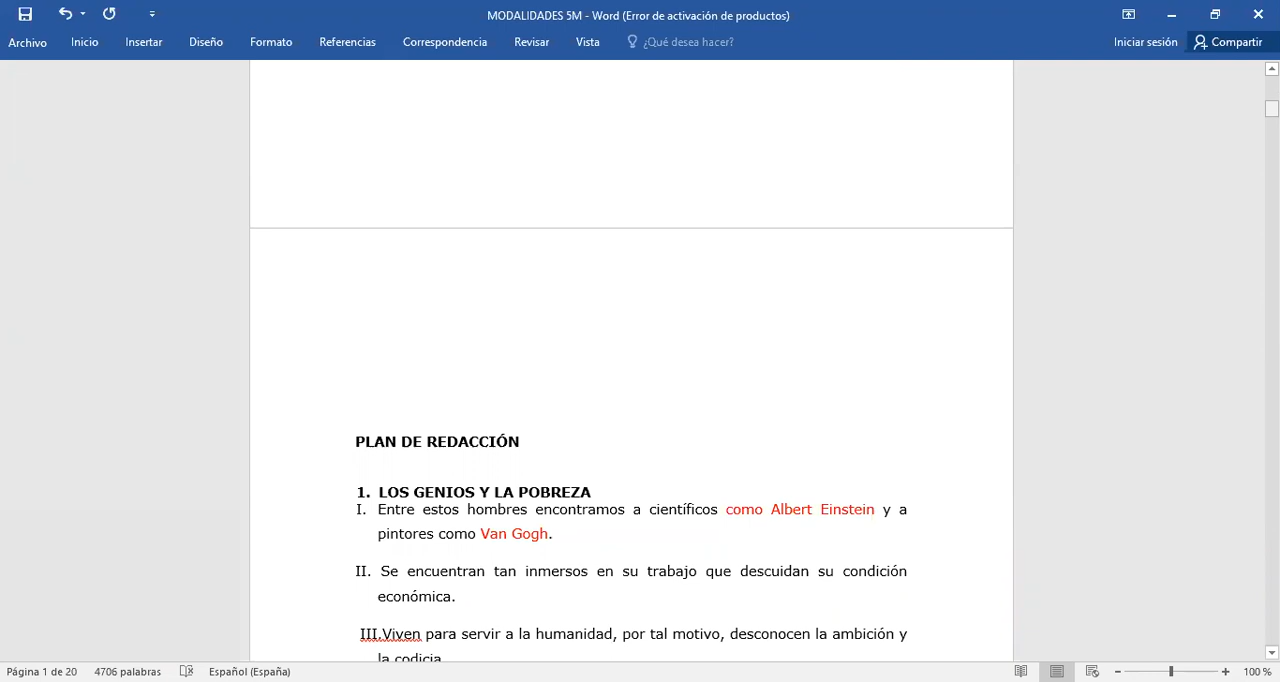 MODALIDADES 5M - Word (Error de activación de productos)
Archivo Inicio Insertar Diseño Formato Referencias Correspondencia Revisar Vista ¿Qué desea hacer? Iniciar sesión Compartir
PLAN DE REDACCIÓN
1. LOS GENIOS Y LA POBREZA
I. Entre estos hombres encontramos a científicos como Albert Einstein y a
pintores como Van Gogh.
II. Se encuentran tan inmersos en su trabajo que descuidan su condición
económica.
III.Viven para servir a la humanidad, por tal motivo, desconocen la ambición y
la codicia.
Página 1 de 20 4706 palabras Español (España) 100 %